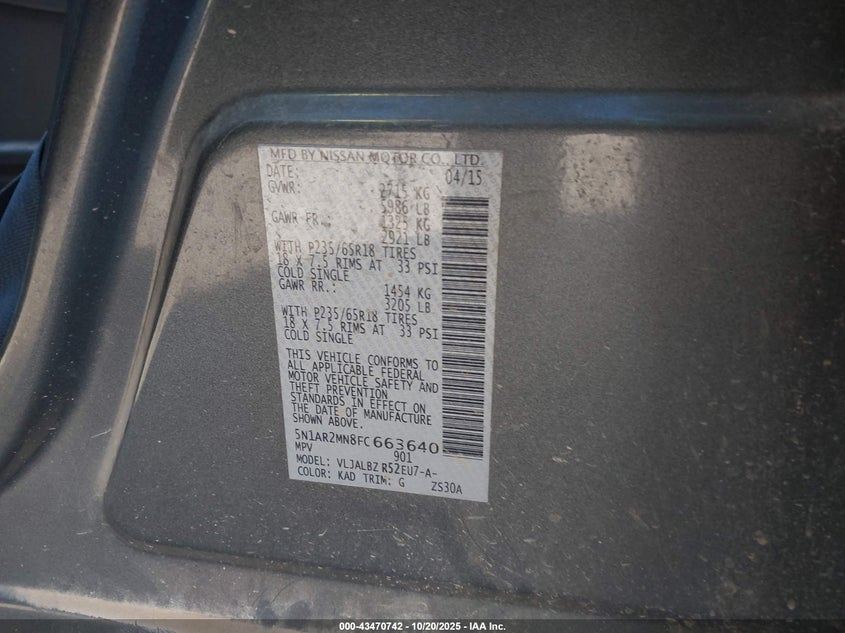 MFD BY NISSAN MOTOR CO., LTD.
DATE: 04/15
GVWR: 2715 KG
5986 LB
GAWR FR.: 1325 KG
2921 LB
WITH P235/65R18 TIRES
18 X 7.5 RIMS AT 33 PSI
COLD SINGLE
GAWR RR.: 1454 KG
3205 LB
WITH P235/65R18 TIRES
18 X 7.5 RIMS AT 33 PSI
COLD SINGLE
THIS VEHICLE CONFORMS TO
ALL APPLICABLE FEDERAL
MOTOR VEHICLE SAFETY AND
THEFT PREVENTION
STANDARDS IN EFFECT ON
THE DATE OF MANUFACTURE
SHOWN ABOVE.
5N1AR2MN8FC663640
MPV 901
MODEL: VLJALBZ R52EU7-A-
COLOR: KAD TRIM: G ZS30A
000-43470742 - 10/20/2025 - IAA Inc.